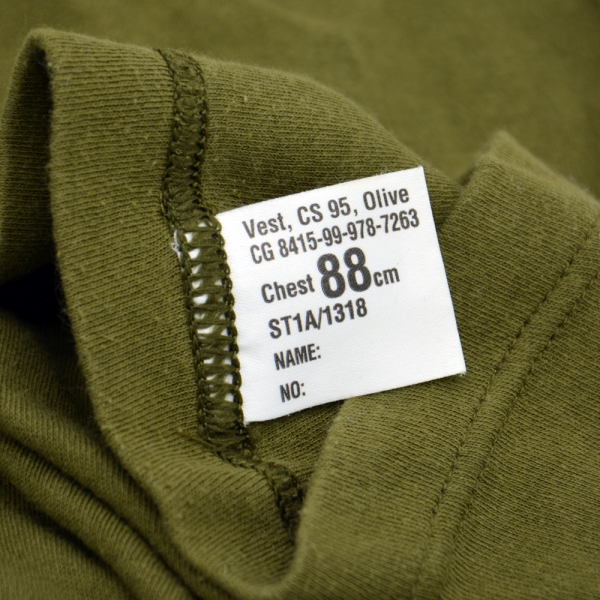 Vest, CS 95, Olive
CG 8415-99-978-7263
Chest 88cm
ST1A/1318
NAME:
NO: